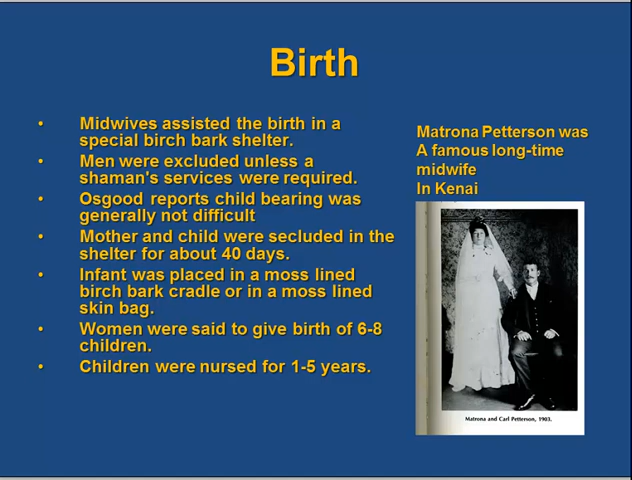 Birth
• Midwives assisted the birth in a
special birch bark shelter.
• Men were excluded unless a
shaman's services were required.
• Osgood reports child bearing was
generally not difficult
• Mother and child were secluded in the
shelter for about 40 days.
• Infant was placed in a moss lined
birch bark cradle or in a moss lined
skin bag.
• Women were said to give birth of 6-8
children.
• Children were nursed for 1-5 years.
Matrona Petterson was
A famous long-time
midwife
In Kenai
Matrona and Carl Petterson, 1903.